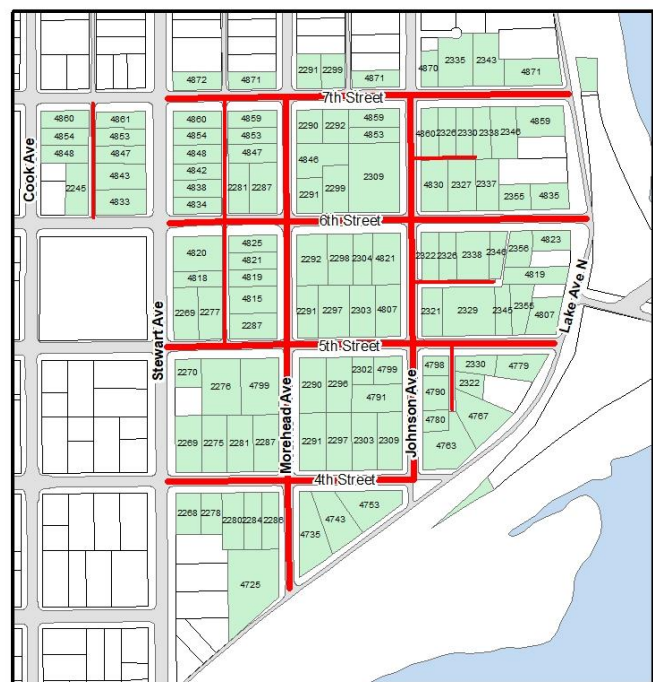 2291 2299
4872 4871 4871
4870 2335 2343
4871
7th Street
4860 4861
4854 4853
4848 4847
4843
2245
4833
Cook Ave
4860 4859
4854 4853
4848 4847
4842
4838 2281 2287
4834
2290 2292 4859
4853
4846
2309
2291 2299
4860 2326 2330 2338 2346 4859
4830 2327 2337
2355 4835
6th Street
4820 4825
4821
4818 4819
4815
2269 2277
2287
2292 2298 2304 4821
2291 2297 2303 4807
2322 2326 2338 2346 2356 4823
4819
2321 2329 2345 2355
4807
Lake Ave N
Stewart Ave
5th Street
2270
2276 4799
2269 2275 2281 2287
Morehead Ave
2290 2296 2302 4799
4791
2291 2297 2303 2309
Johnson Ave
4798 2330 4779
4790 2322
4780 4767
4763
4th Street
2268 2278 2280 2284 2286
4725
4735 4743 4753